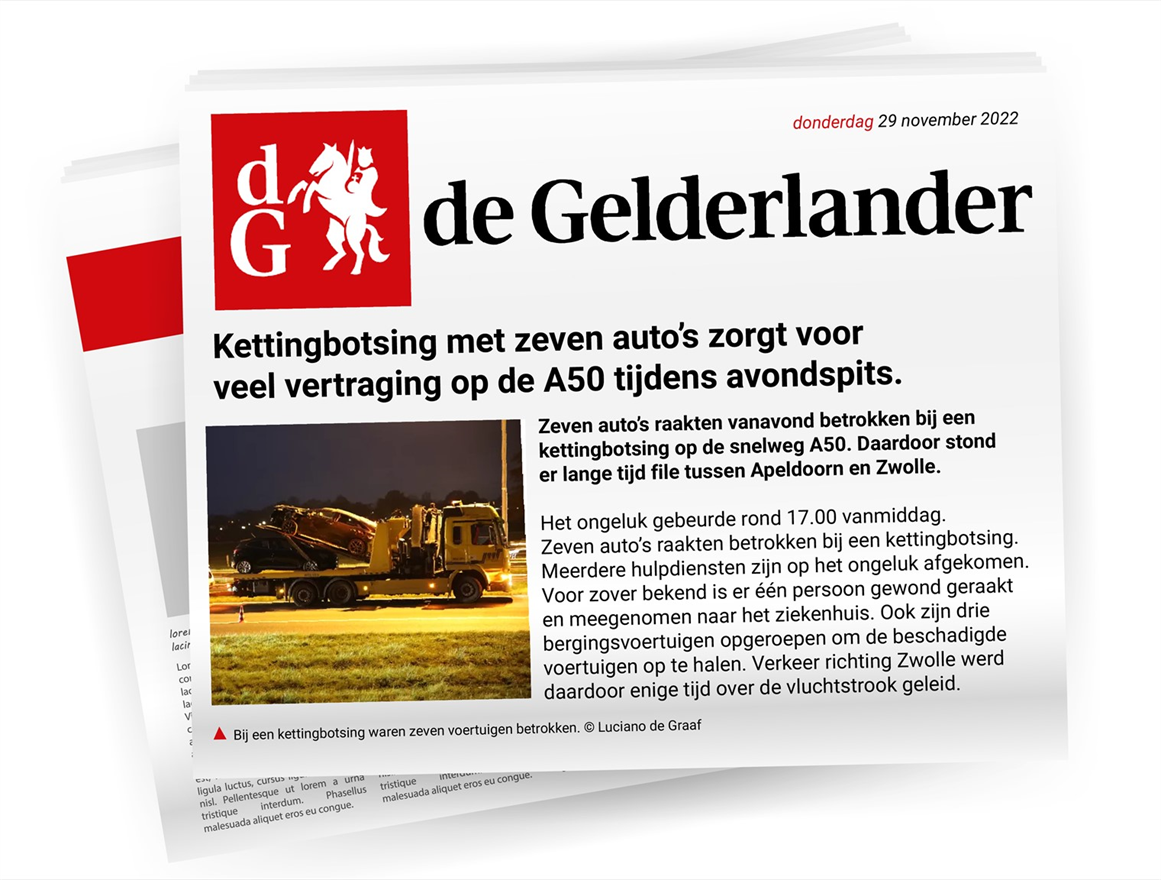 donderdag 29 november 2022
d
G
de Gelderlander
Kettingbotsing met zeven auto’s zorgt voor
veel vertraging op de A50 tijdens avondspits.
Zeven auto’s raakten vanavond betrokken bij een
kettingbotsing op de snelweg A50. Daardoor stond
er lange tijd file tussen Apeldoorn en Zwolle.
Het ongeluk gebeurde rond 17.00 vanmiddag.
Zeven auto’s raakten betrokken bij een kettingbotsing.
Meerdere hulpdiensten zijn op het ongeluk afgekomen.
Voor zover bekend is er één persoon gewond geraakt
en meegenomen naar het ziekenhuis. Ook zijn drie
bergingsvoertuigen opgeroepen om de beschadigde
voertuigen op te halen. Verkeer richting Zwolle werd
daardoor enige tijd over de vluchtstrook geleid.
Bij een kettingbotsing waren zeven voertuigen betrokken. © Luciano de Graaf
ligula luctus, cursus
nisl. Pellentesque ut lorem a urna
tristique interdum. Phasellus
malesuada aliquet eros eu congue.
tristique
malesuada aliquet eros eu congue.